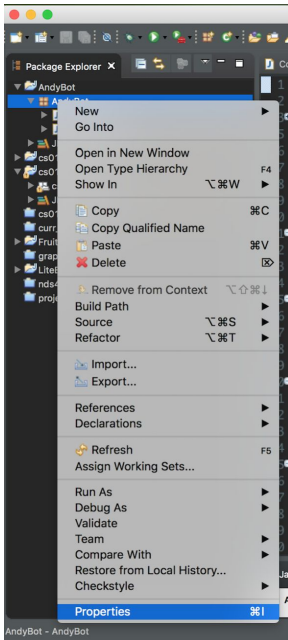 Package Explorer
AndyBot
New
Go Into
Open in New Window
Open Type Hierarchy F4
Show In ⌥⌘W
Copy ⌘C
Copy Qualified Name
Paste ⌘V
Delete ⌦
Remove from Context ⌥⇧⌘↓
Build Path
Source ⌥⌘S
Refactor ⌥⌘T
Import...
Export...
References
Declarations
Refresh F5
Assign Working Sets...
Run As
Debug As
Validate
Team
Compare With
Restore from Local History...
Checkstyle
Properties ⌘I
AndyBot - AndyBot